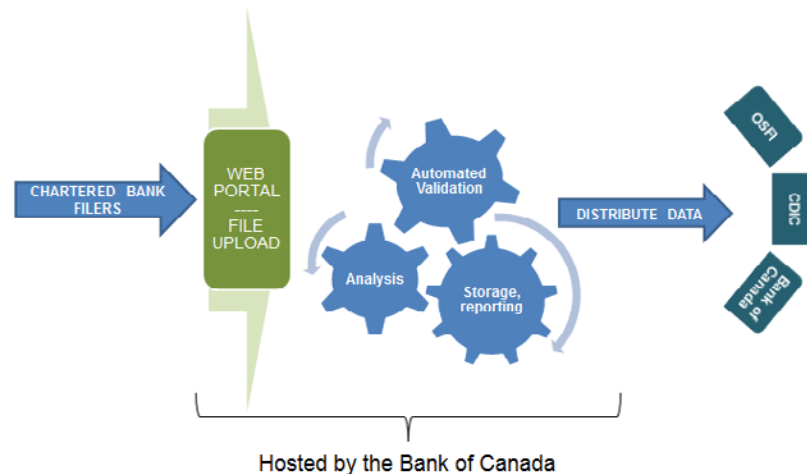 CHARTERED BANK
FILERS
WEB
PORTAL
----
FILE
UPLOAD
Automated
Validation
Analysis
Storage,
reporting
DISTRIBUTE DATA
OSFI
CDIC
Bank of
Canada
Hosted by the Bank of Canada